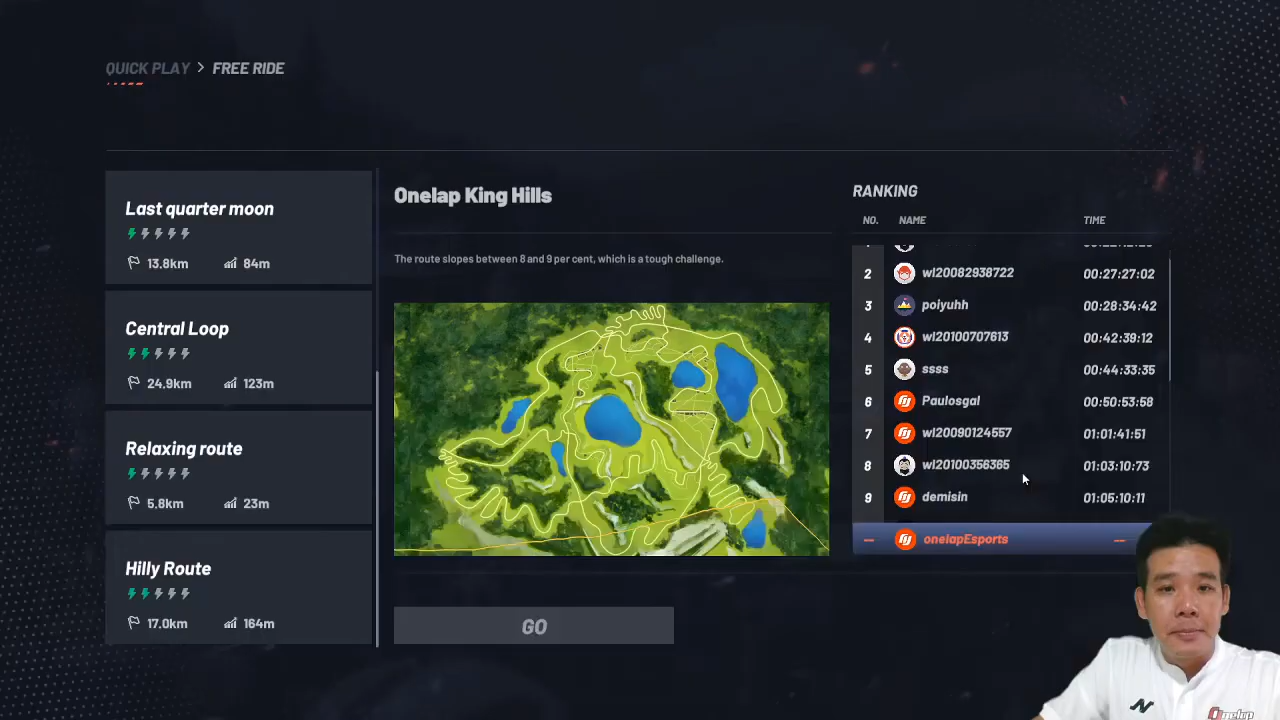 QUICK PLAY > FREE RIDE
Last quarter moon
13.8km 84m
Central Loop
24.9km 123m
Relaxing route
5.8km 23m
Hilly Route
17.0km 164m
Onelap King Hills
The route slopes between 8 and 9 per cent, which is a tough challenge.
GO
RANKING
NO. NAME TIME
2 wl20082938722 00:27:27:02
3 poiyuhh 00:28:34:42
4 wl20100707613 00:42:39:12
5 ssss 00:44:33:35
6 Paulosgal 00:50:53:58
7 wl20090124557 01:01:41:51
8 wl20100356365 01:03:10:73
9 demisin 01:05:10:11
-- onelapEsports --
Onelap